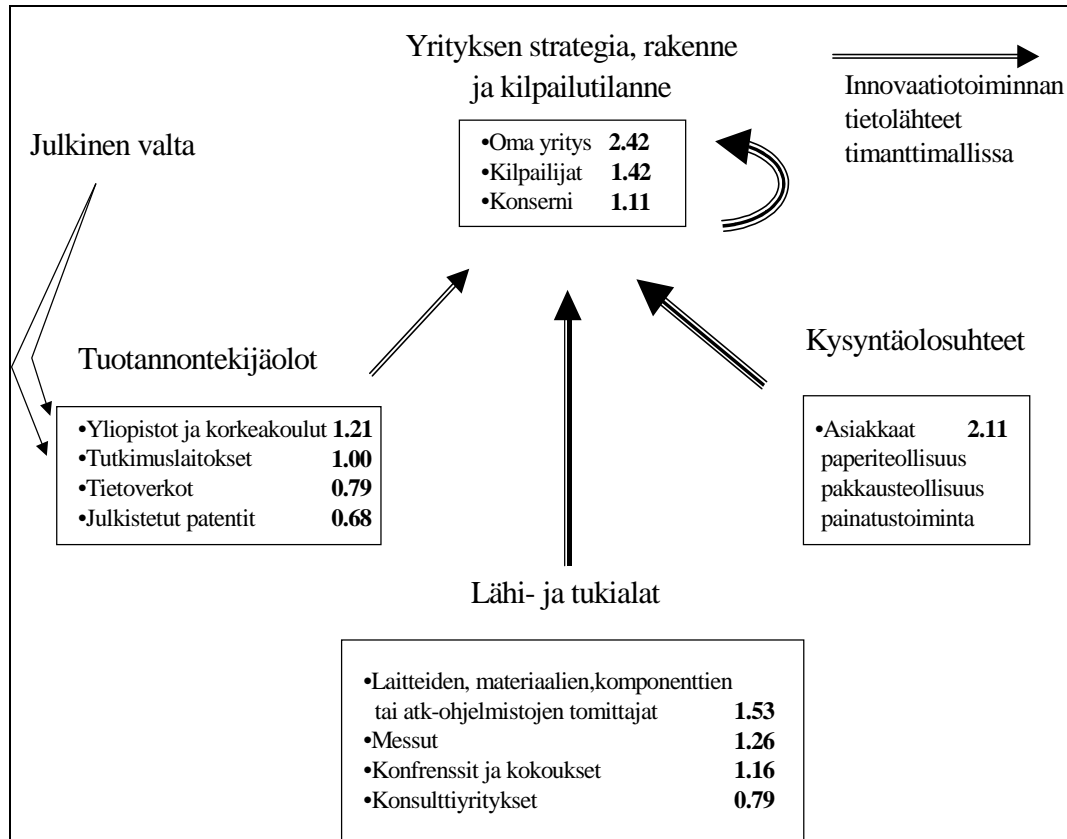 Yrityksen strategia, rakenne
ja kilpailutilanne
•Oma yritys 2.42
•Kilpailijat 1.42
•Konserni 1.11
Innovaatiotoiminnan
tietolähteet
timanttimallissa
Julkinen valta
Tuotannontekijäolot
•Yliopistot ja korkeakoulut 1.21
•Tutkimuslaitokset 1.00
•Tietoverkot 0.79
•Julkistetut patentit 0.68
Kysyntäolosuhteet
•Asiakkaat 2.11
paperiteollisuus
pakkausteollisuus
painatustoiminta
Lähi- ja tukialat
•Laitteiden, materiaalien,komponenttien
tai atk-ohjelmistojen tomittajat 1.53
•Messut 1.26
•Konfrenssit ja kokoukset 1.16
•Konsulttiyritykset 0.79